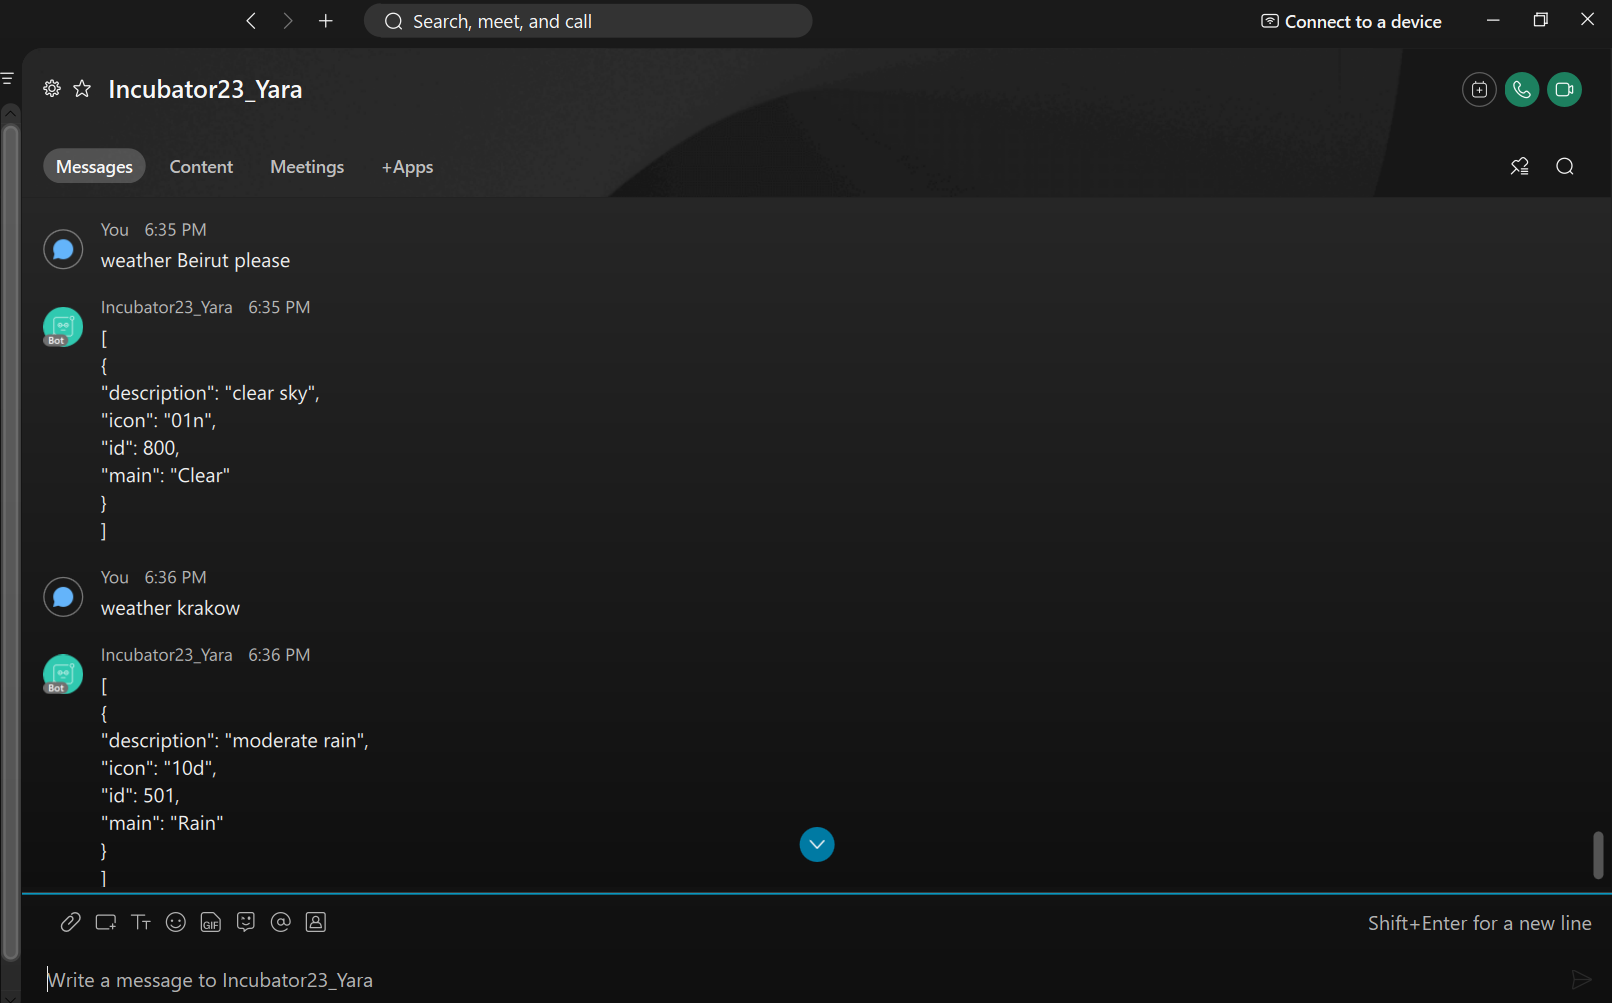 Search, meet, and call
Connect to a device
Incubator23_Yara
Messages
Content
Meetings
+Apps
You 6:35 PM
weather Beirut please
Incubator23_Yara 6:35 PM
Bot
[
{
"description": "clear sky",
"icon": "01n",
"id": 800,
"main": "Clear"
}
]
You 6:36 PM
weather krakow
Incubator23_Yara 6:36 PM
Bot
[
{
"description": "moderate rain",
"icon": "10d",
"id": 501,
"main": "Rain"
}
]
GIF
Shift+Enter for a new line
Write a message to Incubator23_Yara